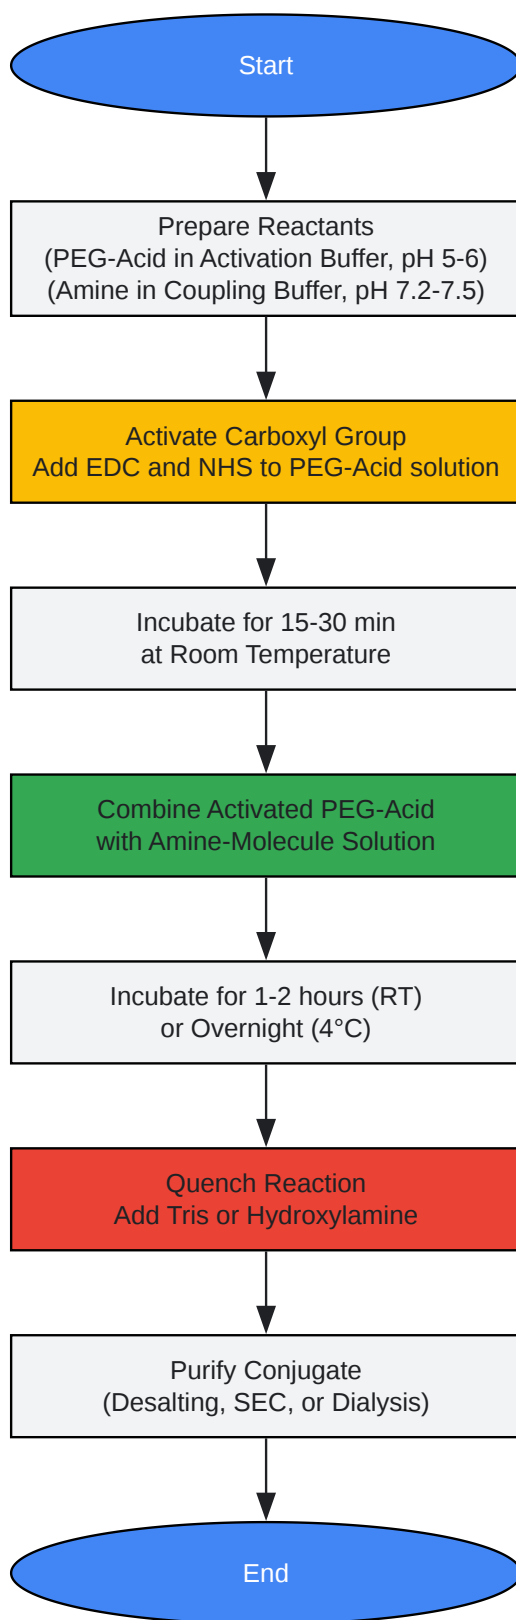 Start
Prepare Reactants
(PEG-Acid in Activation Buffer, pH 5-6)
(Amine in Coupling Buffer, pH 7.2-7.5)
Activate Carboxyl Group
Add EDC and NHS to PEG-Acid solution
Incubate for 15-30 min
at Room Temperature
Combine Activated PEG-Acid
with Amine-Molecule Solution
Incubate for 1-2 hours (RT)
or Overnight (4°C)
Quench Reaction
Add Tris or Hydroxylamine
Purify Conjugate
(Desalting, SEC, or Dialysis)
End